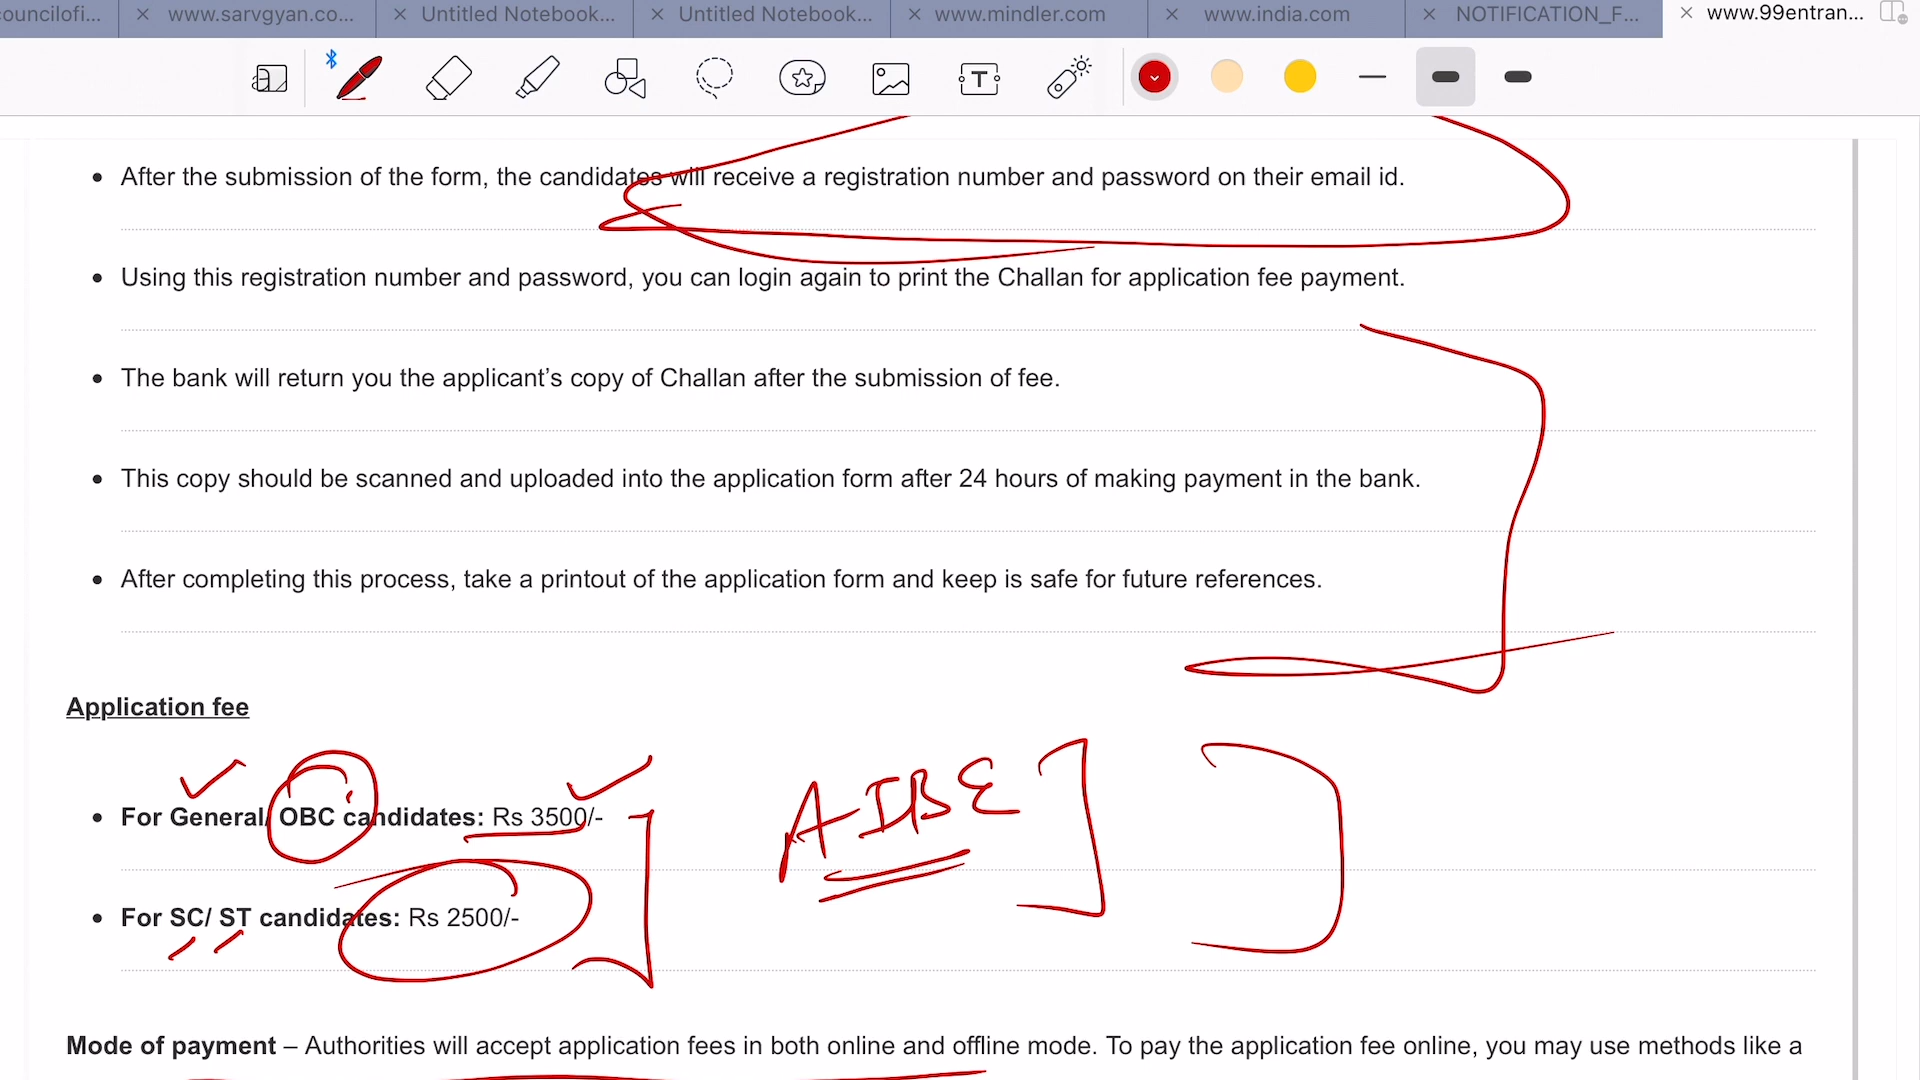 ouncilofi...
www.sarvgyan.co...
Untitled Notebook...
Untitled Notebook...
www.mindler.com
www.india.com
NOTIFICATION_F...
www.99entran...
After the submission of the form, the candidates will receive a registration number and password on their email id.
Using this registration number and password, you can login again to print the Challan for application fee payment.
The bank will return you the applicant’s copy of Challan after the submission of fee.
This copy should be scanned and uploaded into the application form after 24 hours of making payment in the bank.
After completing this process, take a printout of the application form and keep is safe for future references.
Application fee
For General/ OBC candidates: Rs 3500/-
AIBE
For SC/ ST candidates: Rs 2500/-
Mode of payment – Authorities will accept application fees in both online and offline mode. To pay the application fee online, you may use methods like a